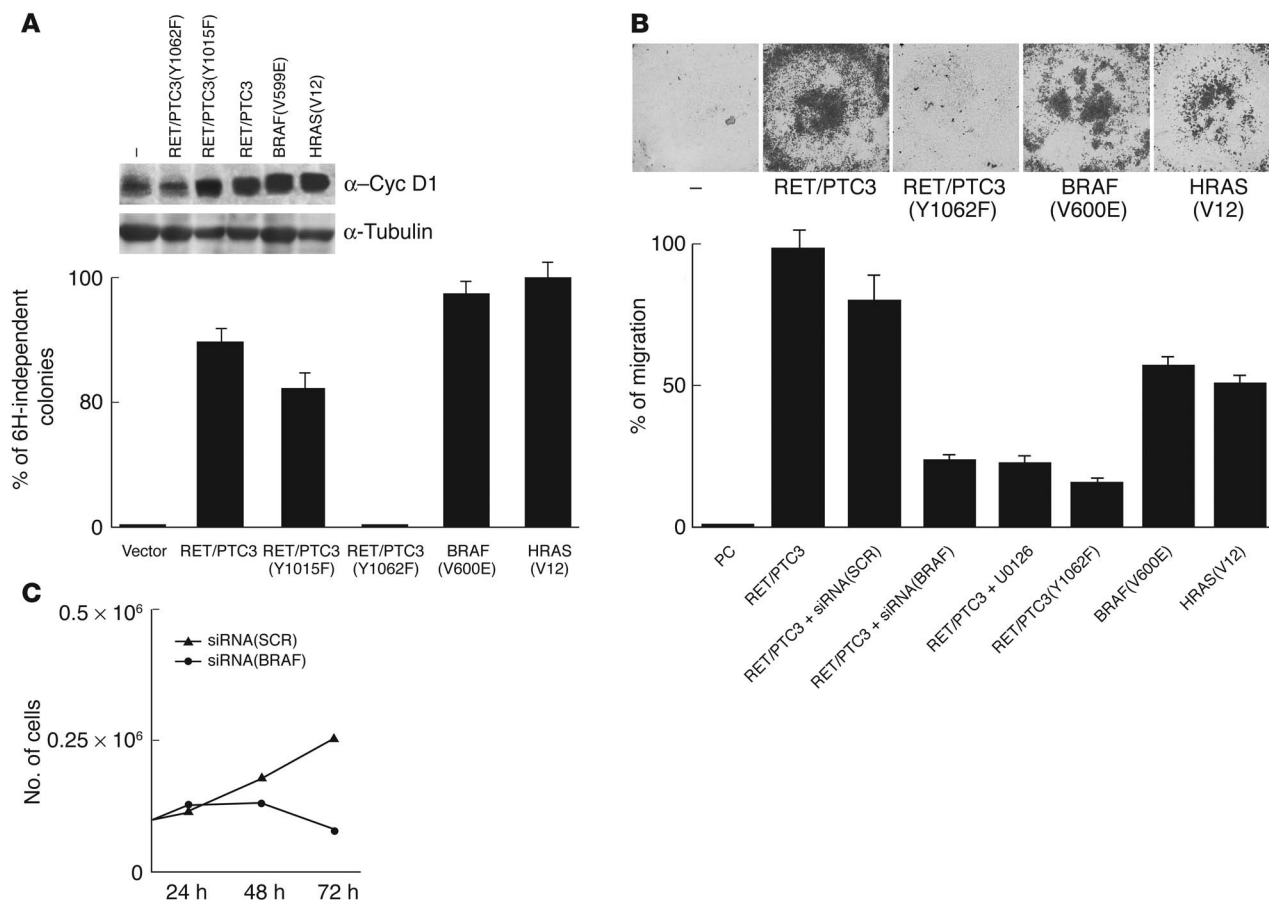 A
–
RET/PTC3(Y1062F)
RET/PTC3(Y1015F)
RET/PTC3
BRAF(V599E)
HRAS(V12)
α–Cyc D1
α-Tubulin
% of 6H-independent
colonies
100
80
0
Vector
RET/PTC3
RET/PTC3
(Y1015F)
RET/PTC3
(Y1062F)
BRAF
(V600E)
HRAS
(V12)
B
–
RET/PTC3
RET/PTC3
(Y1062F)
BRAF
(V600E)
HRAS
(V12)
% of migration
100
50
0
PC
RET/PTC3
RET/PTC3 + siRNA(SCR)
RET/PTC3 + siRNA(BRAF)
RET/PTC3 + U0126
RET/PTC3(Y1062F)
BRAF(V600E)
HRAS(V12)
C
No. of cells
0.5 × 10⁶
0.25 × 10⁶
0
siRNA(SCR)
siRNA(BRAF)
24 h
48 h
72 h